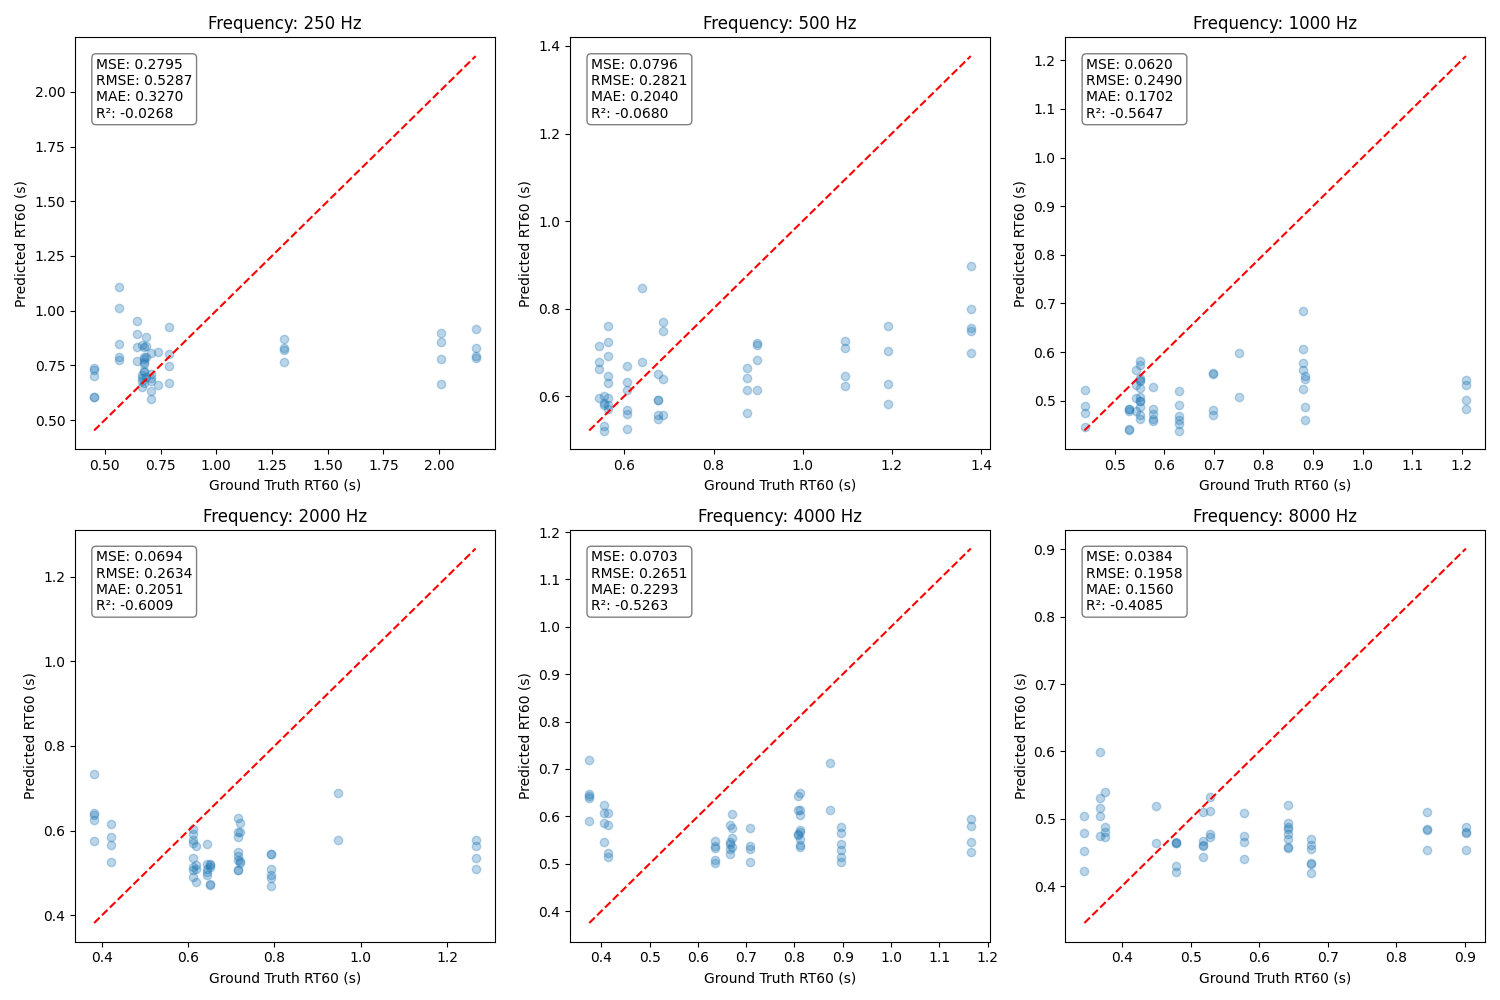 Frequency: 250 Hz
MSE: 0.2795
RMSE: 0.5287
MAE: 0.3270
R²: -0.0268
2.00
1.75
1.50
1.25
1.00
0.75
0.50
Predicted RT60 (s)
0.50 0.75 1.00 1.25 1.50 1.75 2.00
Ground Truth RT60 (s)
Frequency: 500 Hz
MSE: 0.0796
RMSE: 0.2821
MAE: 0.2040
R²: -0.0680
1.4
1.2
1.0
0.8
0.6
Predicted RT60 (s)
0.6 0.8 1.0 1.2 1.4
Ground Truth RT60 (s)
Frequency: 1000 Hz
MSE: 0.0620
RMSE: 0.2490
MAE: 0.1702
R²: -0.5647
1.2
1.1
1.0
0.9
0.8
0.7
0.6
0.5
Predicted RT60 (s)
0.5 0.6 0.7 0.8 0.9 1.0 1.1 1.2
Ground Truth RT60 (s)
Frequency: 2000 Hz
MSE: 0.0694
RMSE: 0.2634
MAE: 0.2051
R²: -0.6009
1.2
1.0
0.8
0.6
0.4
Predicted RT60 (s)
0.4 0.6 0.8 1.0 1.2
Ground Truth RT60 (s)
Frequency: 4000 Hz
MSE: 0.0703
RMSE: 0.2651
MAE: 0.2293
R²: -0.5263
1.2
1.1
1.0
0.9
0.8
0.7
0.6
0.5
0.4
Predicted RT60 (s)
0.4 0.5 0.6 0.7 0.8 0.9 1.0 1.1 1.2
Ground Truth RT60 (s)
Frequency: 8000 Hz
MSE: 0.0384
RMSE: 0.1958
MAE: 0.1560
R²: -0.4085
0.9
0.8
0.7
0.6
0.5
0.4
Predicted RT60 (s)
0.4 0.5 0.6 0.7 0.8 0.9
Ground Truth RT60 (s)